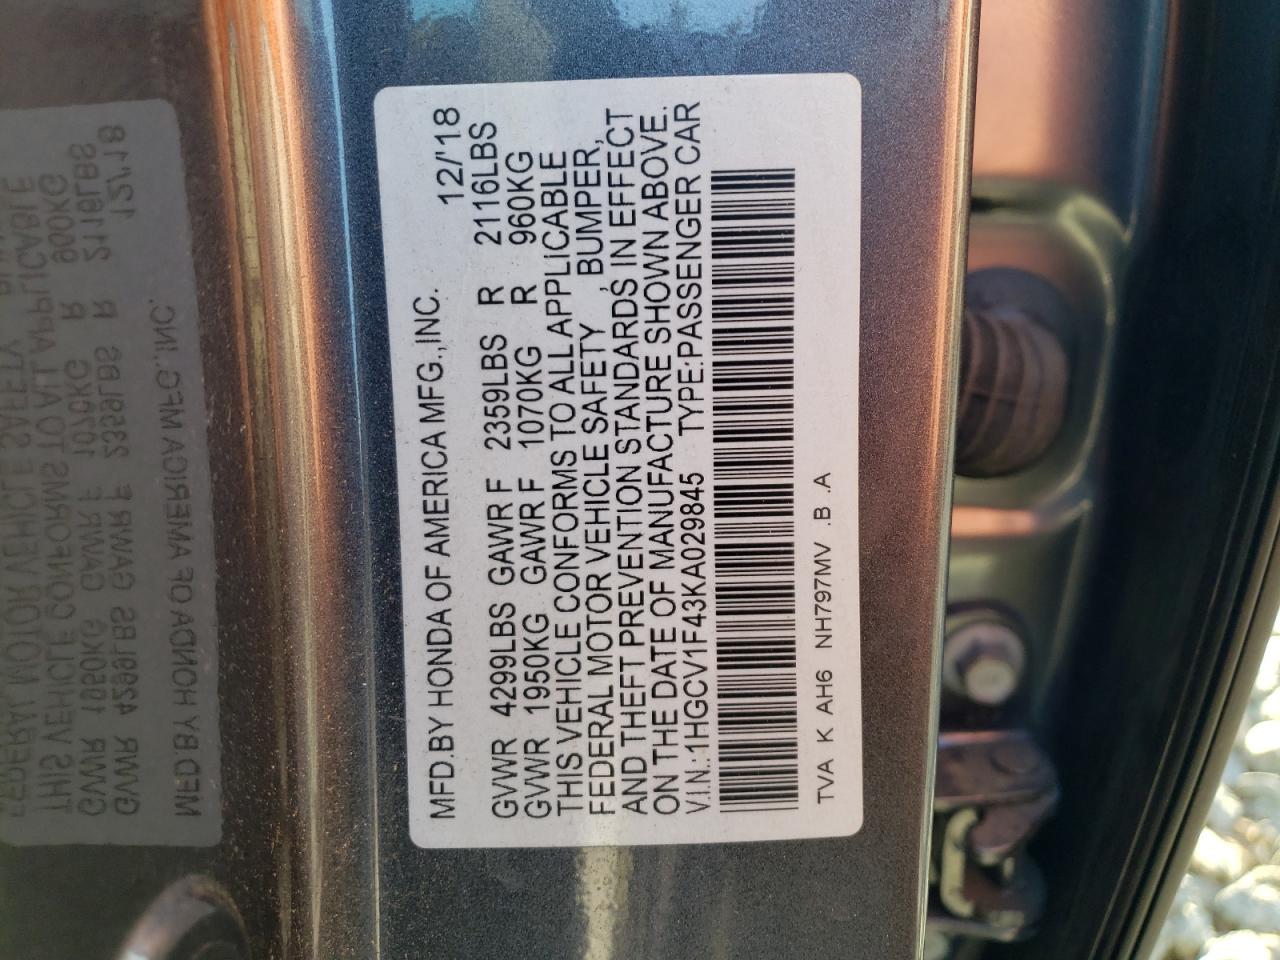 MFD.BY HONDA OF AMERICA MFG.,INC. 12/'18
GVWR 4299LBS GAWR F 2359LBS R 2116LBS
GVWR 1950KG GAWR F 1070KG R 960KG
THIS VEHICLE CONFORMS TO ALL APPLICABLE
FEDERAL MOTOR VEHICLE SAFETY , BUMPER,
AND THEFT PREVENTION STANDARDS IN EFFECT
ON THE DATE OF MANUFACTURE SHOWN ABOVE.
V.I.N.:1HGCV1F43KA029845 TYPE:PASSENGER CAR
TVA K AH6 NH797MV .B .A